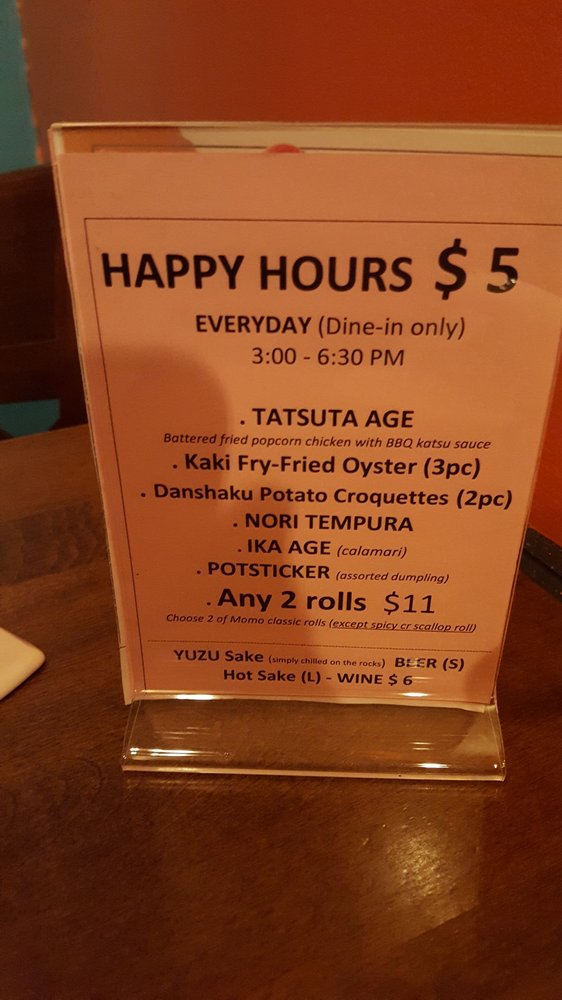 HAPPY HOURS $ 5
EVERYDAY (Dine-in only)
3:00 - 6:30 PM
. TATSUTA AGE
Battered fried popcorn chicken with BBQ katsu sauce
. Kaki Fry-Fried Oyster (3pc)
. Danshaku Potato Croquettes (2pc)
. NORI TEMPURA
. IKA AGE (calamari)
. POTSTICKER (assorted dumpling)
. Any 2 rolls $11
Choose 2 of Momo classic rolls (except spicy cr scallop roll)
YUZU Sake (simply chilled on the rocks) BEER (S)
Hot Sake (L) - WINE $ 6